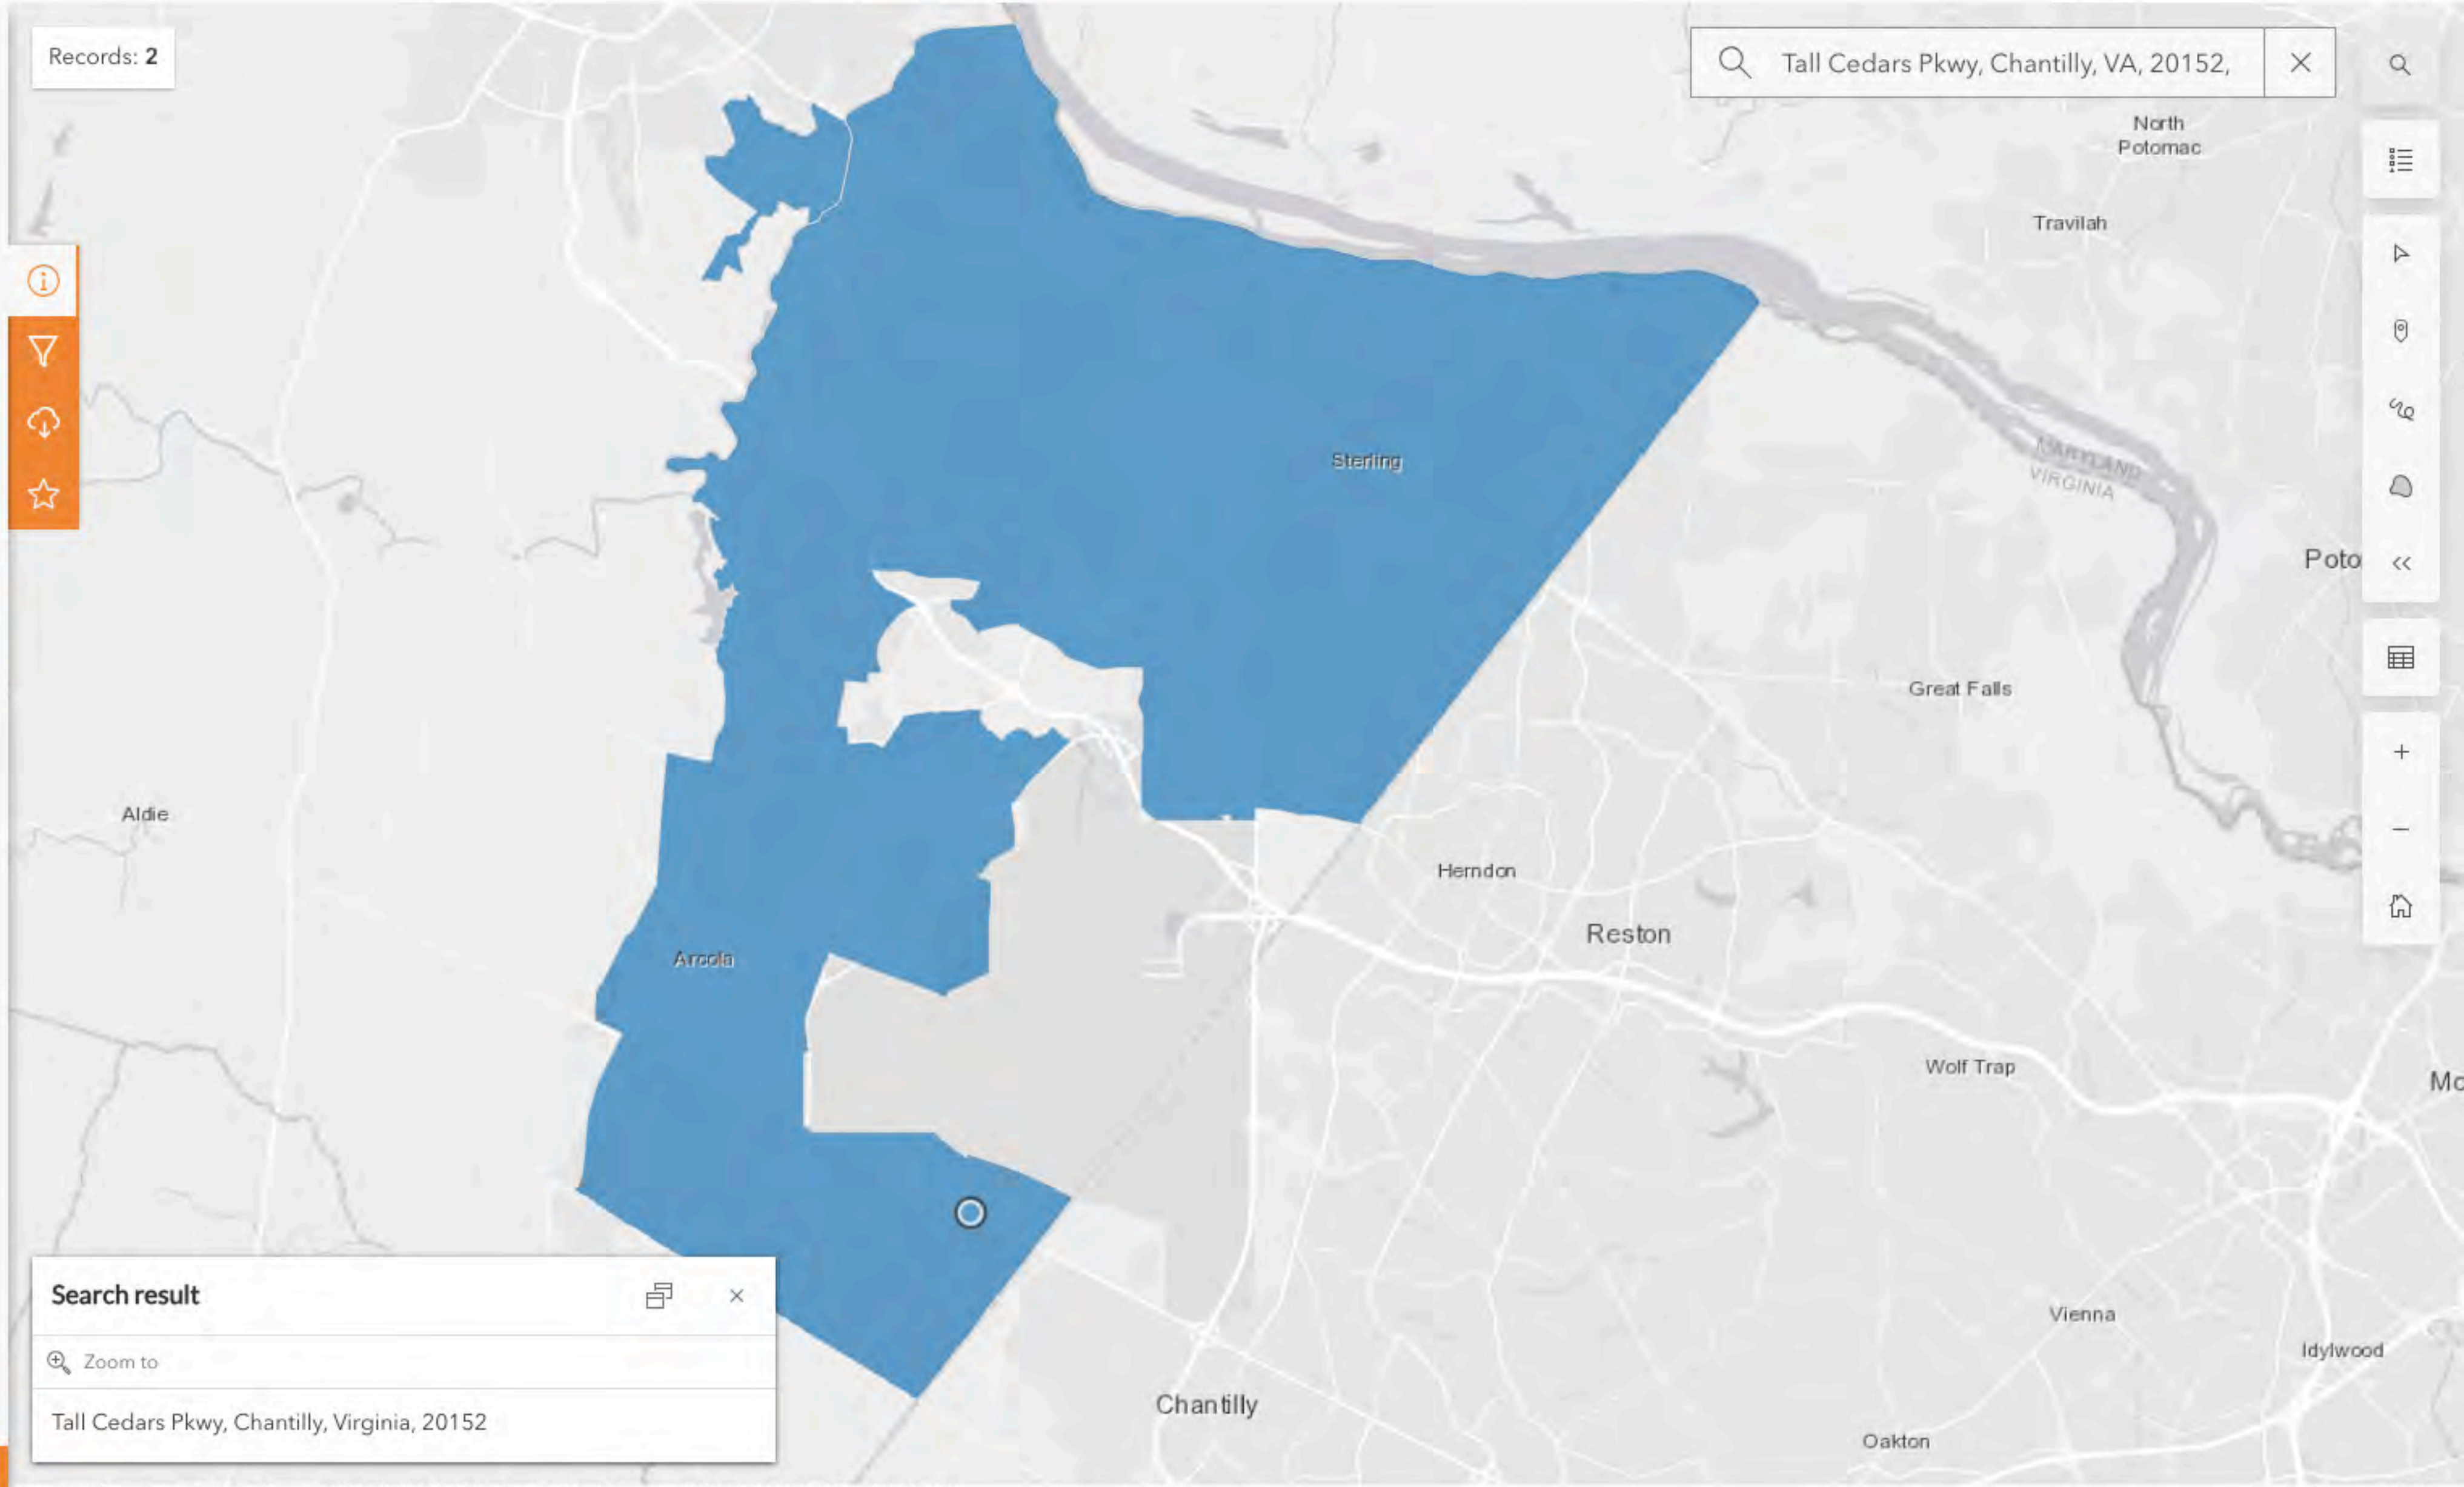 Records: 2
Tall Cedars Pkwy, Chantilly, VA, 20152,
North
Potomac
Travilah
Sterling
MARYLAND
VIRGINIA
Poto
Great Falls
Aldie
Herndon
Reston
Arcola
Wolf Trap
Mc
Vienna
Idylwood
Chantilly
Oakton
Search result
Zoom to
Tall Cedars Pkwy, Chantilly, Virginia, 20152